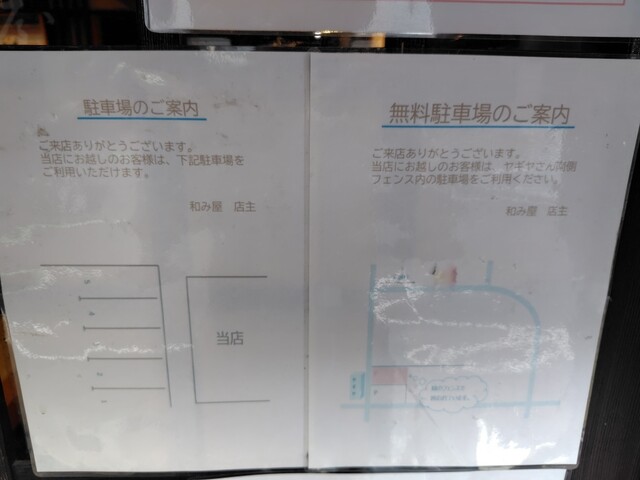 駐車場のご案内
ご来店ありがとうございます。
当店にお越しのお客様は、下記駐車場を
ご利用いただけます。
和み屋 店主
当店
無料駐車場のご案内
ご来店ありがとうございます。
当店にお越しのお客様は、ヤギヤさん
フェンス内の駐車場をご利用ください。
和み屋 店主